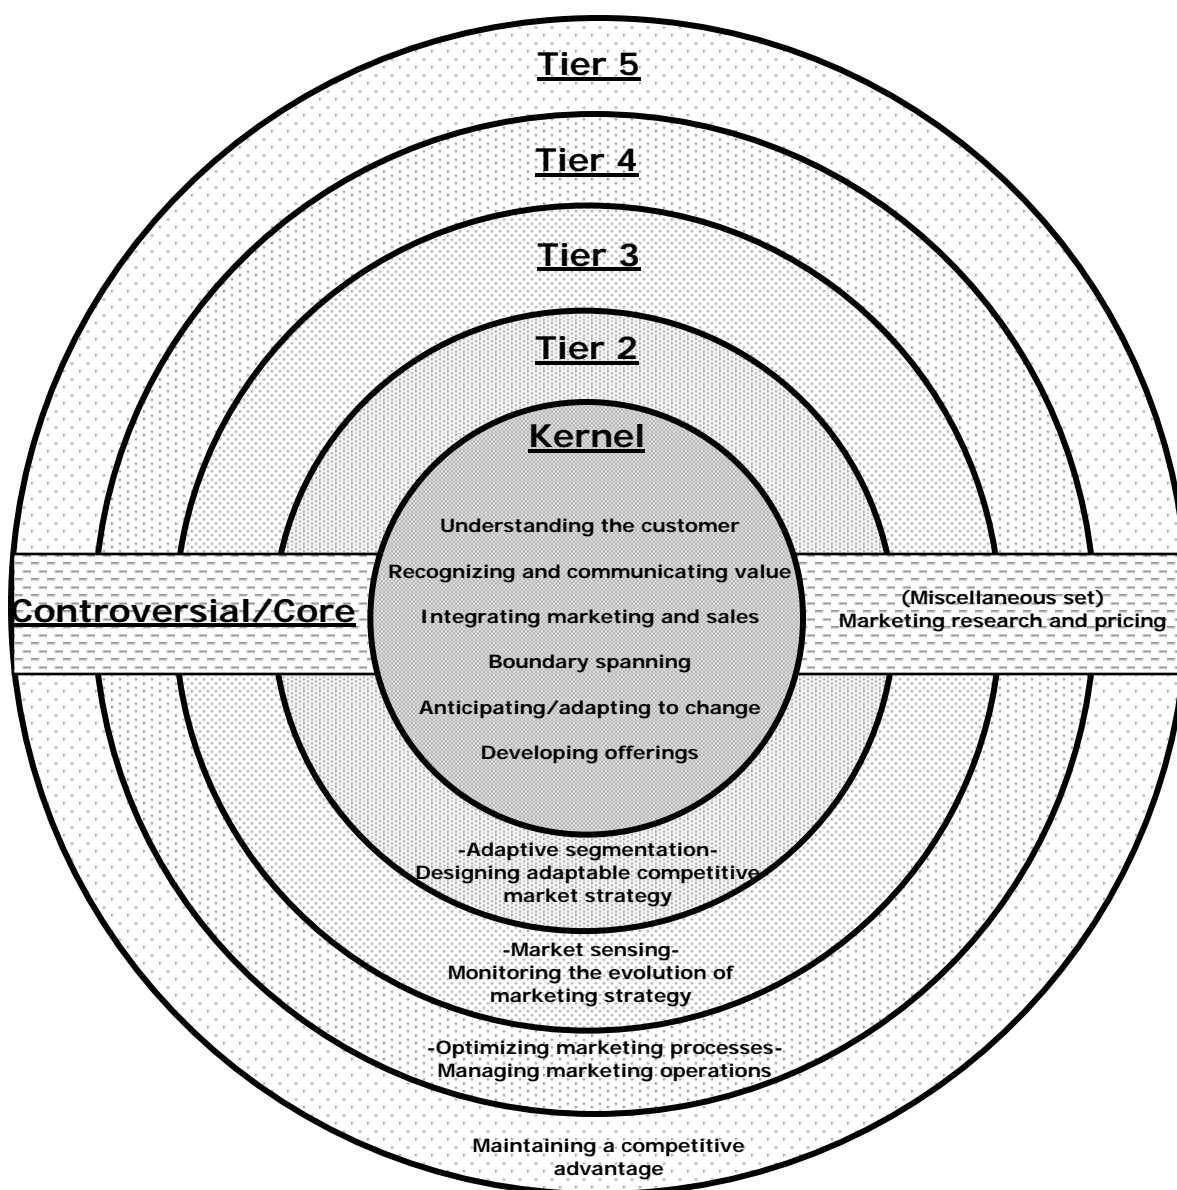 Tier 5
Tier 4
Tier 3
Tier 2
Kernel
Understanding the customer
Recognizing and communicating value
Integrating marketing and sales
Boundary spanning
Anticipating/adapting to change
Developing offerings
Controversial/Core
(Miscellaneous set)
Marketing research and pricing
-Adaptive segmentation-
Designing adaptable competitive
market strategy
-Market sensing-
Monitoring the evolution of
marketing strategy
-Optimizing marketing processes-
Managing marketing operations
Maintaining a competitive
advantage